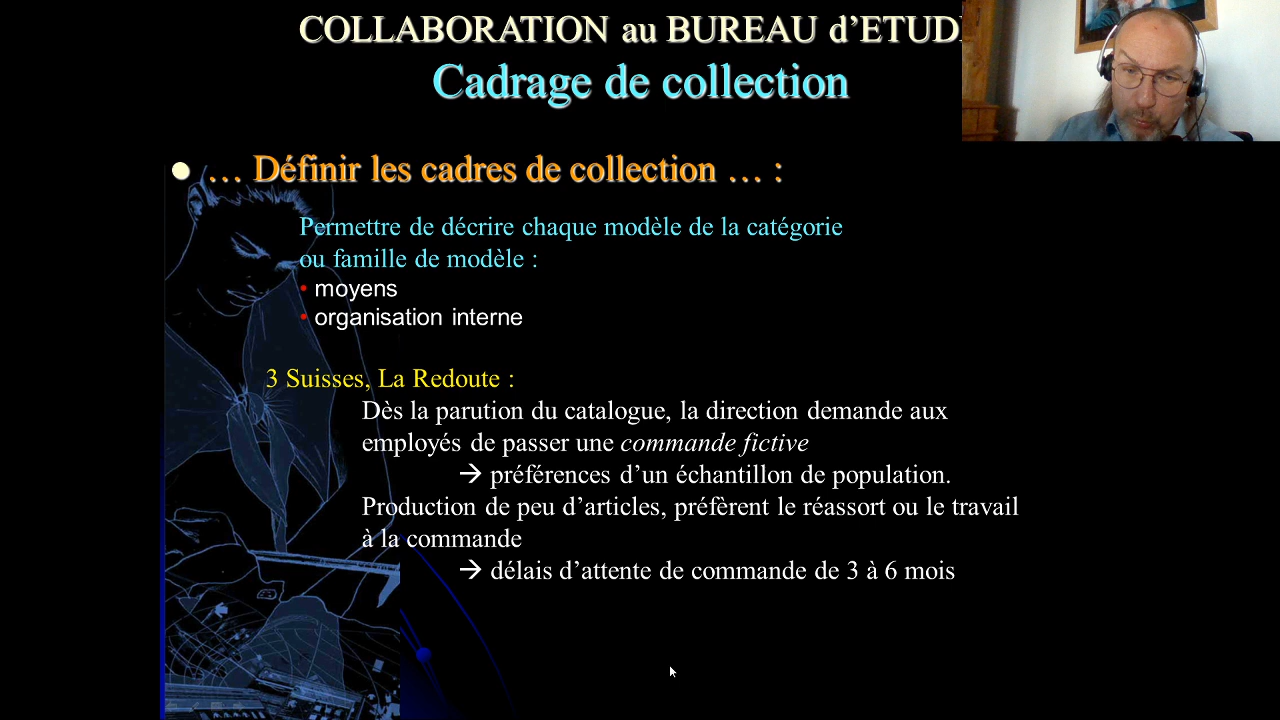 COLLABORATION au BUREAU d’ETUD
Cadrage de collection
● … Définir les cadres de collection … :
Permettre de décrire chaque modèle de la catégorie
ou famille de modèle :
• moyens
• organisation interne
3 Suisses, La Redoute :
Dès la parution du catalogue, la direction demande aux
employés de passer une commande fictive
→ préférences d’un échantillon de population.
Production de peu d’articles, préfèrent le réassort ou le travail
à la commande
→ délais d’attente de commande de 3 à 6 mois